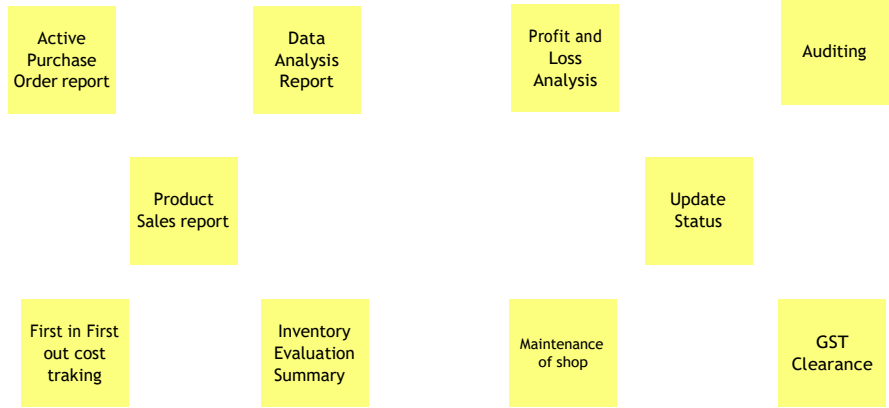 Active
Purchase
Order report
Data
Analysis
Report
Profit and
Loss
Analysis
Auditing
Product
Sales report
Update
Status
First in First
out cost
traking
Inventory
Evaluation
Summary
Maintenance
of shop
GST
Clearance